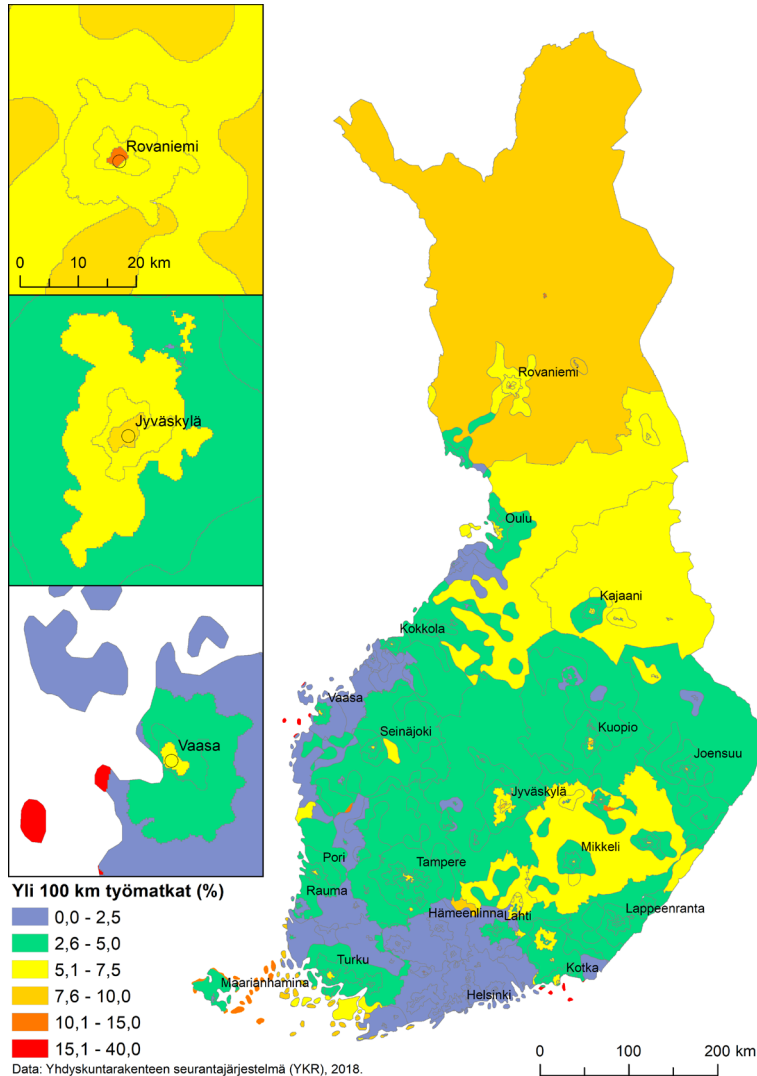 Rovaniemi
0 10 20 km
Jyväskylä
Vaasa
Yli 100 km työmatkat (%)
0,0 - 2,5
2,6 - 5,0
5,1 - 7,5
7,6 - 10,0
10,1 - 15,0
15,1 - 40,0
Data: Yhdyskuntarakenteen seurantajärjestelmä (YKR), 2018.
Rovaniemi
Oulu
Kajaani
Kokkola
Vaasa
Seinäjoki
Kuopio
Joensuu
Jyväskylä
Mikkeli
Pori
Tampere
Rauma
Hämeenlinna
Lahti
Lappeenranta
Turku
Kotka
Maarianhamina
Helsinki
0 100 200 km